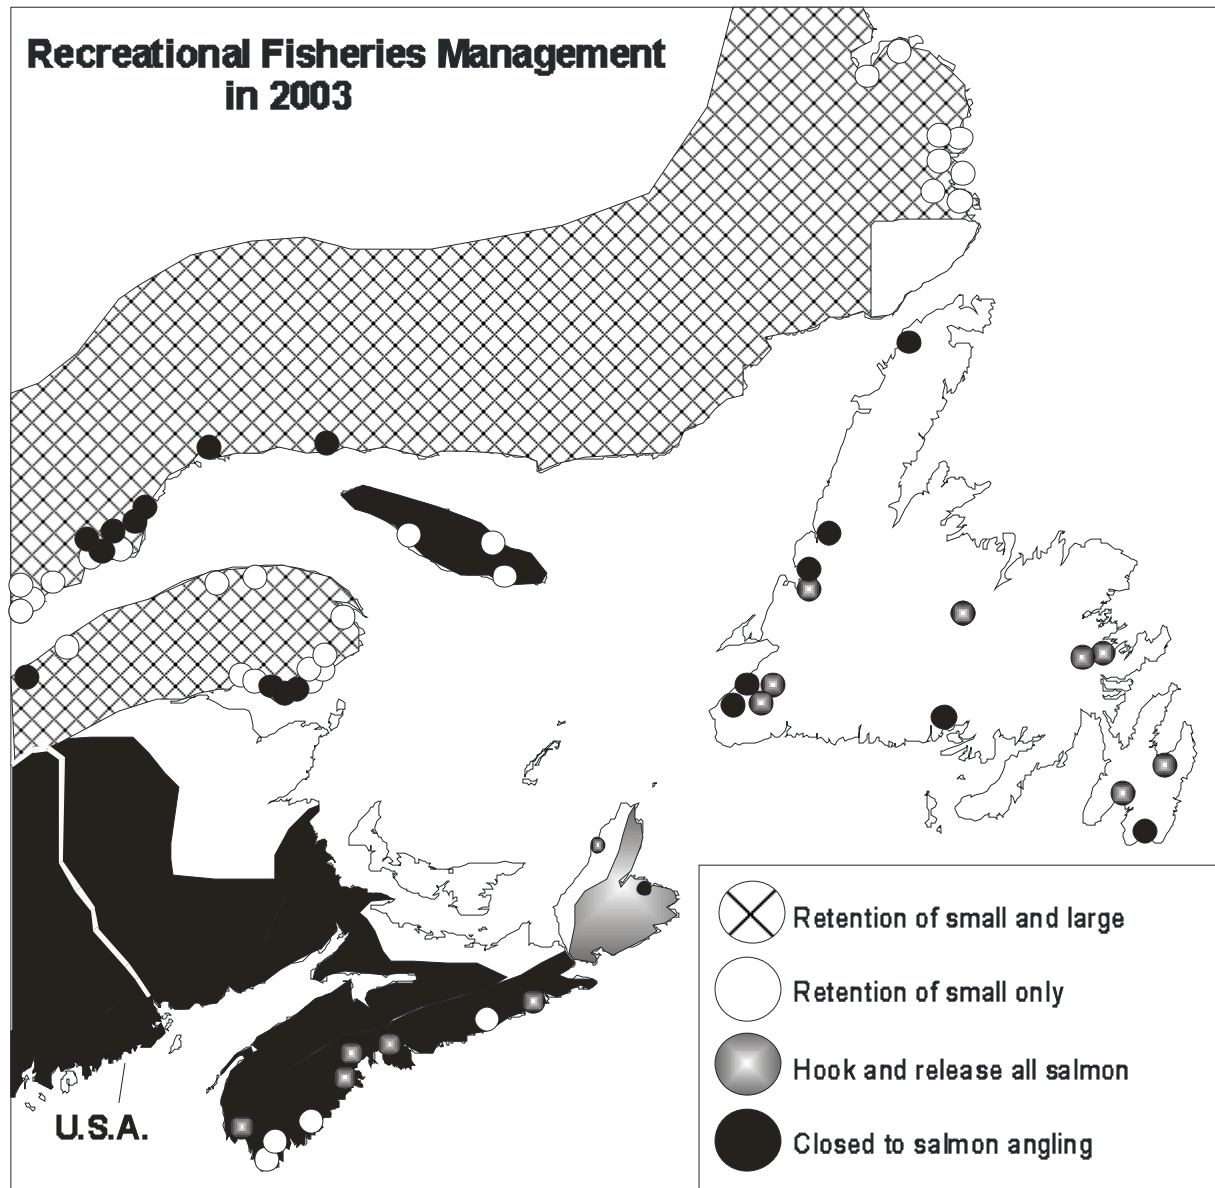 Recreational Fisheries Management
in 2003
Retention of small and large
Retention of small only
Hook and release all salmon
Closed to salmon angling
U.S.A.